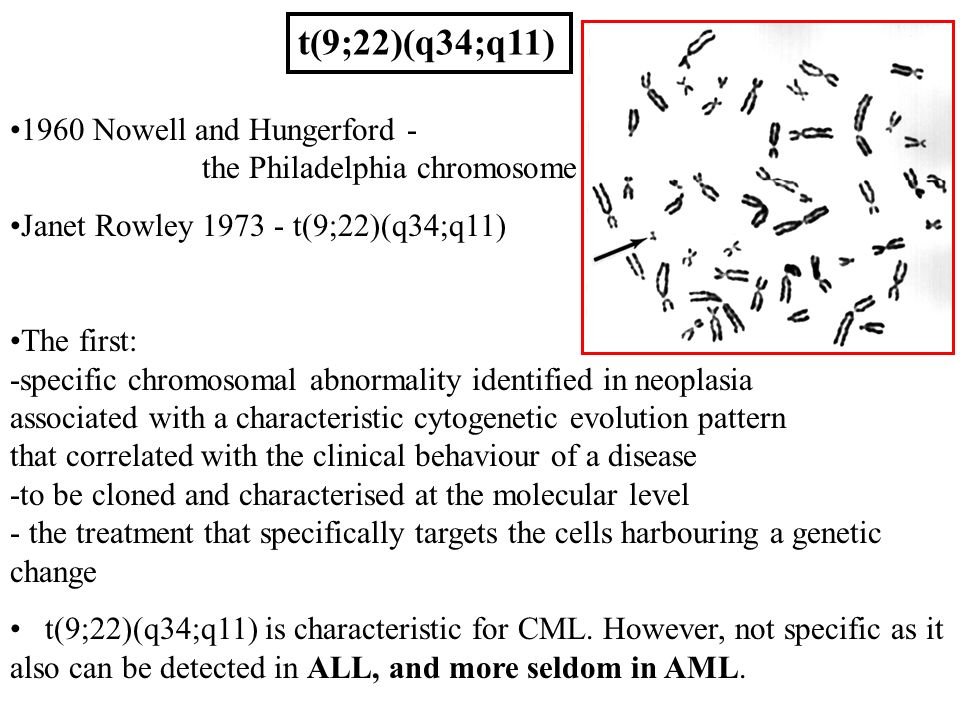 t(9;22)(q34;q11)
•1960 Nowell and Hungerford -
the Philadelphia chromosome
•Janet Rowley 1973 - t(9;22)(q34;q11)
•The first:
-specific chromosomal abnormality identified in neoplasia
associated with a characteristic cytogenetic evolution pattern
that correlated with the clinical behaviour of a disease
-to be cloned and characterised at the molecular level
- the treatment that specifically targets the cells harbouring a genetic
change
• t(9;22)(q34;q11) is characteristic for CML. However, not specific as it
also can be detected in ALL, and more seldom in AML.